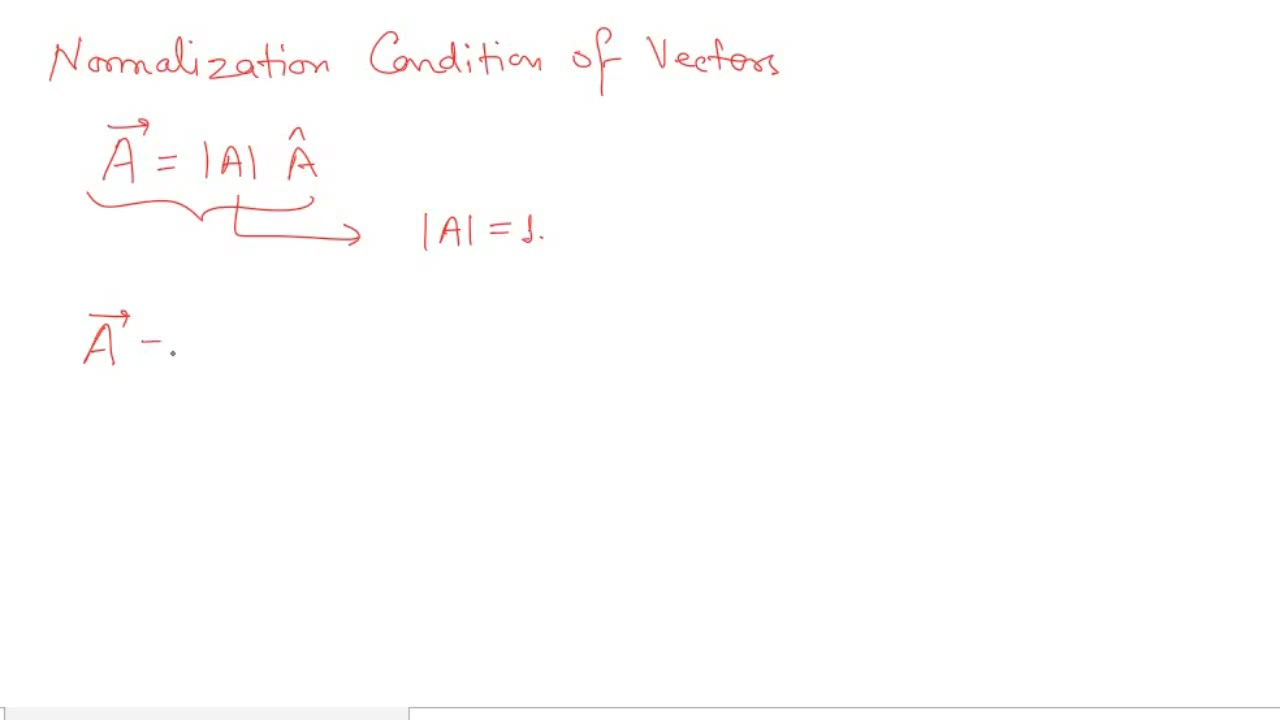 Normalization Condition of Vectors
A⃗ = |A| Â
|A| = 1.
A⃗ -